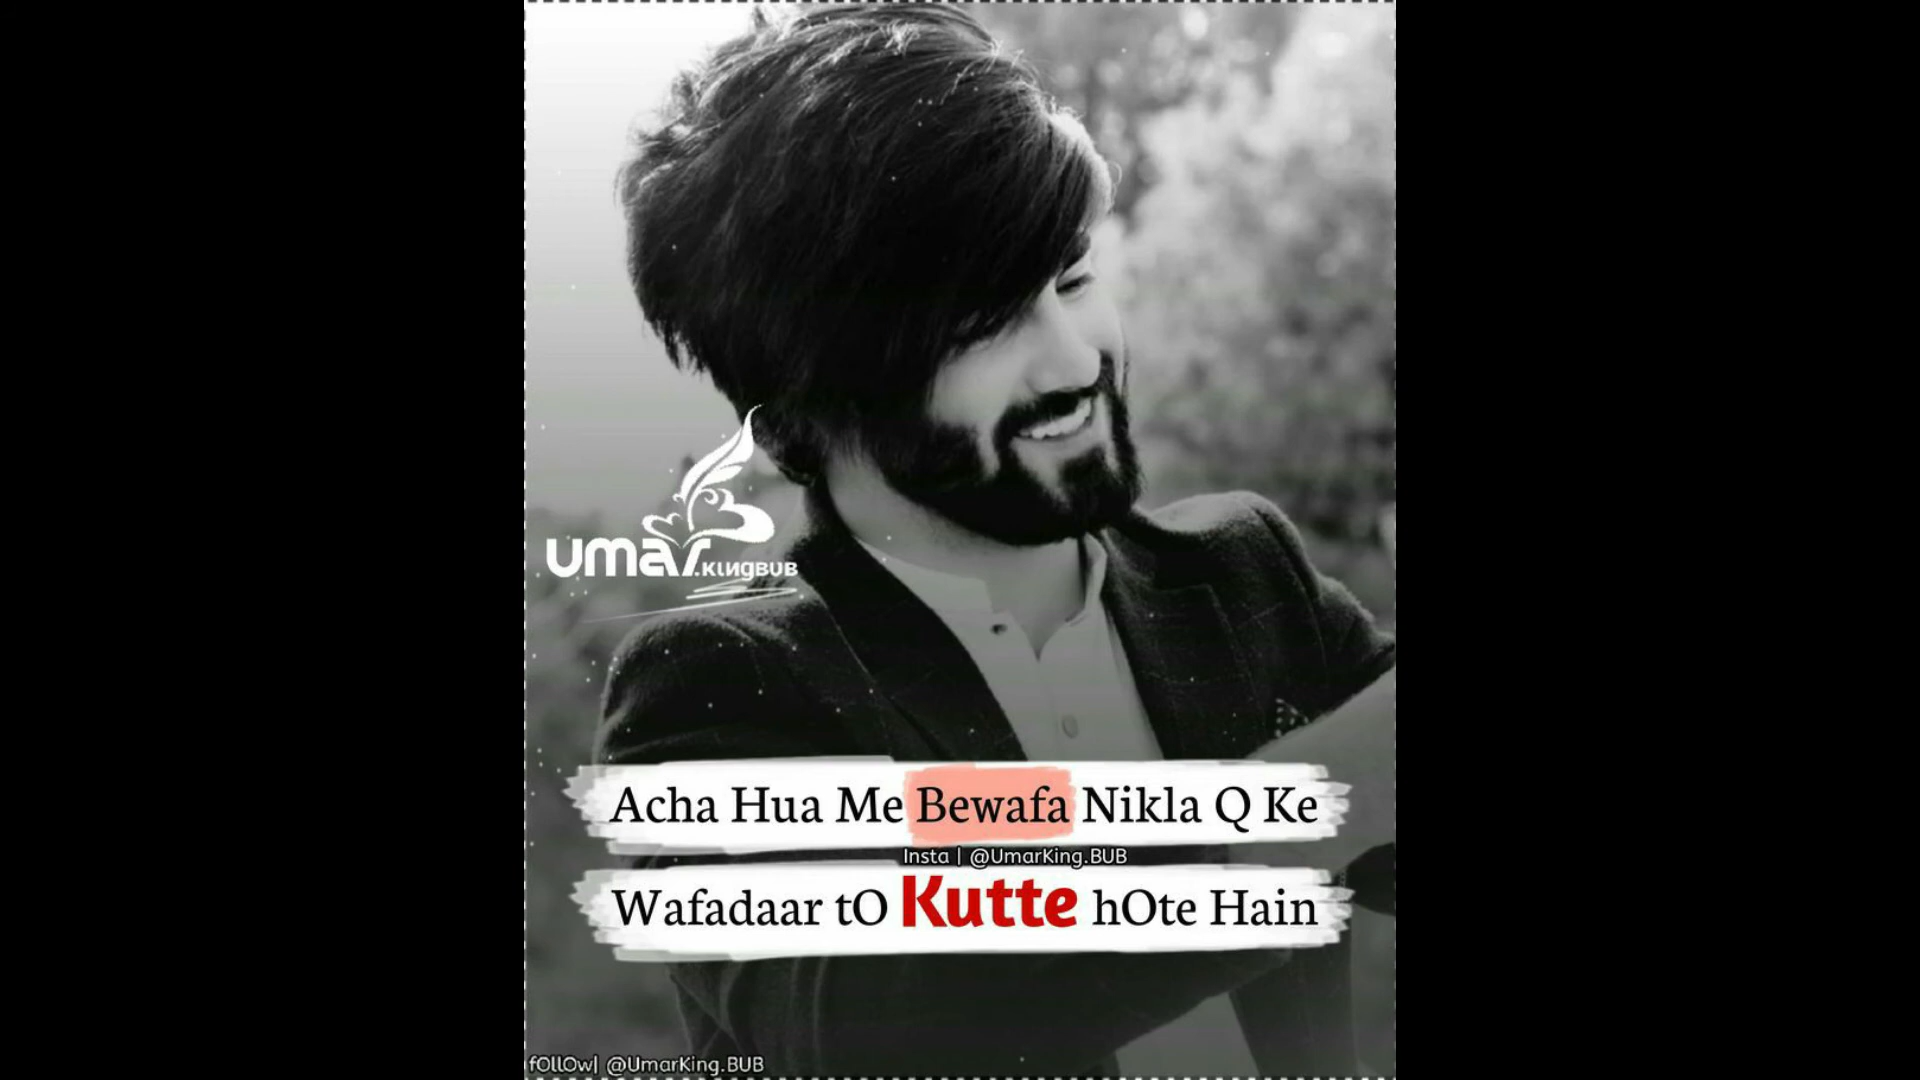 umar.KingBUB
Acha Hua Me Bewafa Nikla Q Ke
Insta | @UmarKing.BUB
Wafadaar tO Kutte hOte Hain
fOllOw| @UmarKing.BUB